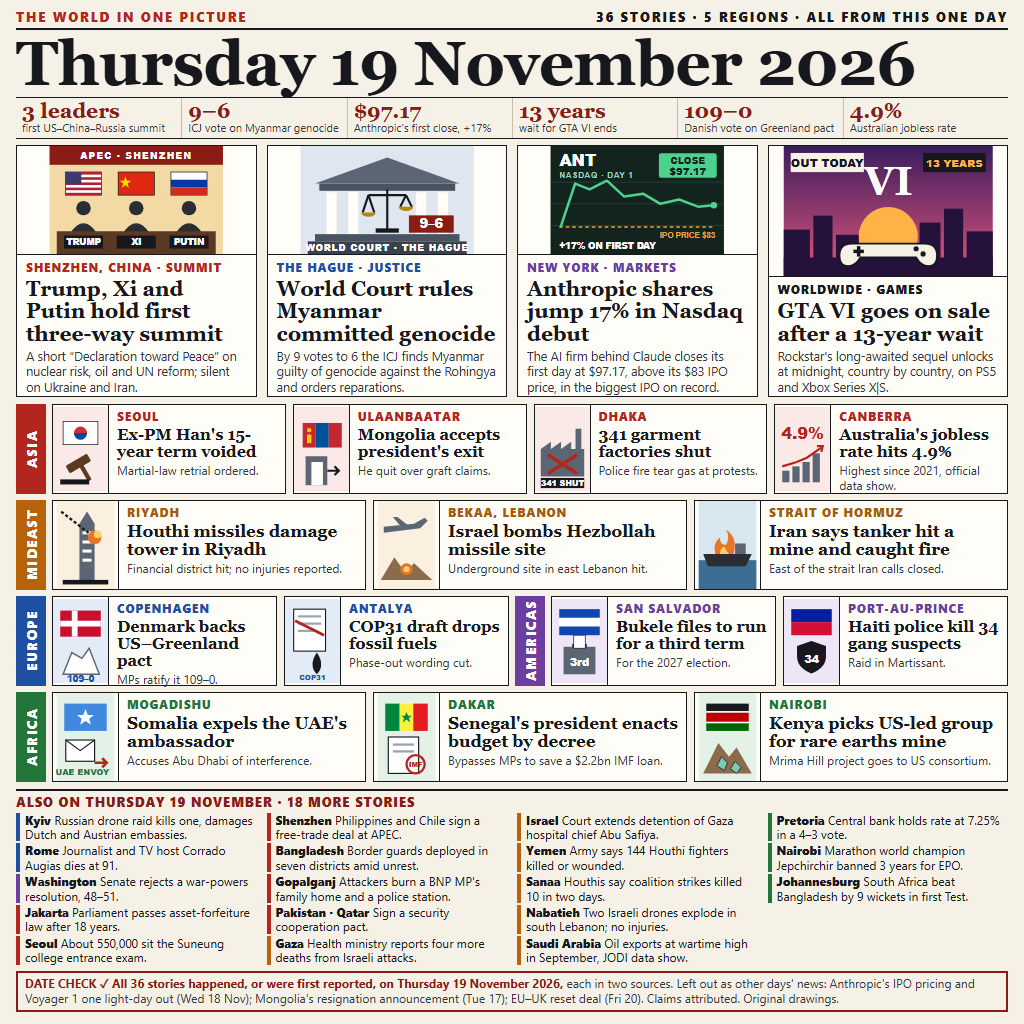 THE WORLD IN ONE PICTURE
36 STORIES · 5 REGIONS · ALL FROM THIS ONE DAY
Thursday 19 November 2026
3 leaders
first US–China–Russia summit
9–6
ICJ vote on Myanmar genocide
$97.17
Anthropic's first close, +17%
13 years
wait for GTA VI ends
109–0
Danish vote on Greenland pact
4.9%
Australian jobless rate
APEC · SHENZHEN
TRUMP
XI
PUTIN
SHENZHEN, CHINA · SUMMIT
Trump, Xi and
Putin hold first
three-way summit
A short “Declaration toward Peace” on
nuclear risk, oil and UN reform; silent
on Ukraine and Iran.
9–6
WORLD COURT · THE HAGUE
THE HAGUE · JUSTICE
World Court rules
Myanmar
committed genocide
By 9 votes to 6 the ICJ finds Myanmar
guilty of genocide against the Rohingya
and orders reparations.
ANT
NASDAQ · DAY 1
CLOSE
$97.17
IPO PRICE $83
+17% ON FIRST DAY
NEW YORK · MARKETS
Anthropic shares
jump 17% in Nasdaq
debut
The AI firm behind Claude closes its
first day at $97.17, above its $83 IPO
price, in the biggest IPO on record.
OUT TODAY
VI
13 YEARS
WORLDWIDE · GAMES
GTA VI goes on sale
after a 13-year wait
Rockstar's long-awaited sequel unlocks
at midnight, country by country, on PS5
and Xbox Series X|S.
ASIA
SEOUL
Ex-PM Han's 15-
year term voided
Martial-law retrial ordered.
ULAANBAATAR
Mongolia accepts
president's exit
He quit over graft claims.
341 SHUT
DHAKA
341 garment
factories shut
Police fire tear gas at protests.
4.9%
CANBERRA
Australia's jobless
rate hits 4.9%
Highest since 2021, official
data show.
MIDEAST
RIYADH
Houthi missiles damage
tower in Riyadh
Financial district hit; no injuries reported.
BEKAA, LEBANON
Israel bombs Hezbollah
missile site
Underground site in east Lebanon hit.
STRAIT OF HORMUZ
Iran says tanker hit a
mine and caught fire
East of the strait Iran calls closed.
EUROPE
109–0
COPENHAGEN
Denmark backs
US–Greenland
pact
MPs ratify it 109–0.
COP31
ANTALYA
COP31 draft drops
fossil fuels
Phase-out wording cut.
AMERICAS
3rd
SAN SALVADOR
Bukele files to run
for a third term
For the 2027 election.
34
PORT-AU-PRINCE
Haiti police kill 34
gang suspects
Raid in Martissant.
AFRICA
UAE ENVOY
MOGADISHU
Somalia expels the UAE's
ambassador
Accuses Abu Dhabi of interference.
IMF
DAKAR
Senegal's president enacts
budget by decree
Bypasses MPs to save a $2.2bn IMF loan.
NAIROBI
Kenya picks US-led group
for rare earths mine
Mrima Hill project goes to US consortium.
ALSO ON THURSDAY 19 NOVEMBER · 18 MORE STORIES
Kyiv Russian drone raid kills one, damages
Dutch and Austrian embassies.
Rome Journalist and TV host Corrado
Augias dies at 91.
Washington Senate rejects a war-powers
resolution, 48–51.
Jakarta Parliament passes asset-forfeiture
law after 18 years.
Seoul About 550,000 sit the Suneung
college entrance exam.
Shenzhen Philippines and Chile sign a
free-trade deal at APEC.
Bangladesh Border guards deployed in
seven districts amid unrest.
Gopalganj Attackers burn a BNP MP's
family home and a police station.
Pakistan · Qatar Sign a security
cooperation pact.
Gaza Health ministry reports four more
deaths from Israeli attacks.
Israel Court extends detention of Gaza
hospital chief Abu Safiya.
Yemen Army says 144 Houthi fighters
killed or wounded.
Sanaa Houthis say coalition strikes killed
10 in two days.
Nabatieh Two Israeli drones explode in
south Lebanon; no injuries.
Saudi Arabia Oil exports at wartime high
in September, JODI data show.
Pretoria Central bank holds rate at 7.25%
in a 4–3 vote.
Nairobi Marathon world champion
Jepchirchir banned 3 years for EPO.
Johannesburg South Africa beat
Bangladesh by 9 wickets in first Test.
DATE CHECK ✓ All 36 stories happened, or were first reported, on Thursday 19 November 2026, each in two sources. Left out as other days' news: Anthropic's IPO pricing and
Voyager 1 one light-day out (Wed 18 Nov); Mongolia's resignation announcement (Tue 17); EU–UK reset deal (Fri 20). Claims attributed. Original drawings.